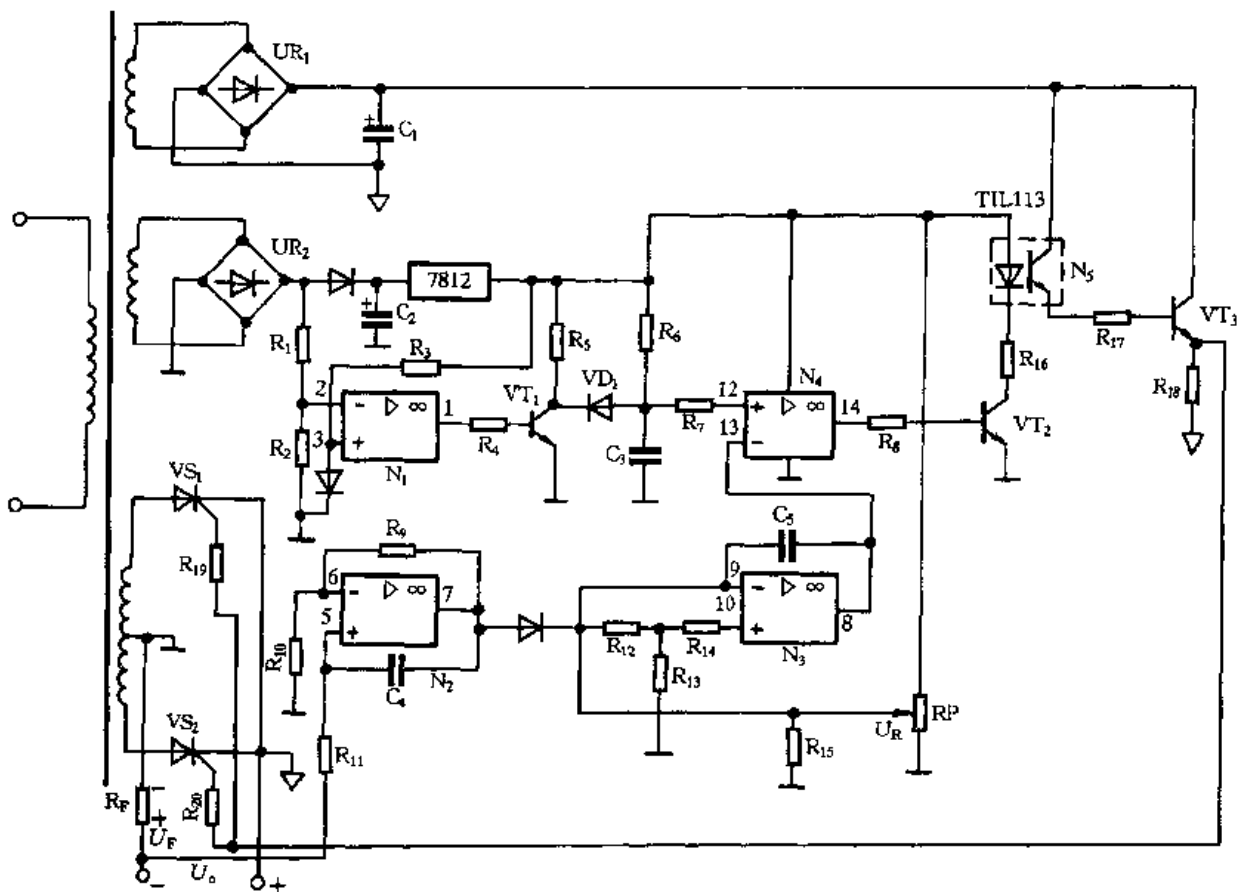 UR1
+
C1
TIL113
UR2
7812
N5
+
C2
R1
R3
R5
R6
R17
VT3
R16
R18
VT1
VD2
N4
2
- ▷ ∞
1
12
+ ▷ ∞
14
R2
3
+
R4
R7
13
-
R6
VT2
N1
C3
VS1
R19
R9
C5
6
- ▷ ∞
7
9
- ▷ ∞
5
+
10
+
8
R10
R12
R14
N3
C4
N2
R13
VS2
R11
R15
UR
RP
RF
-
+
R20
UF
Uo
-
+